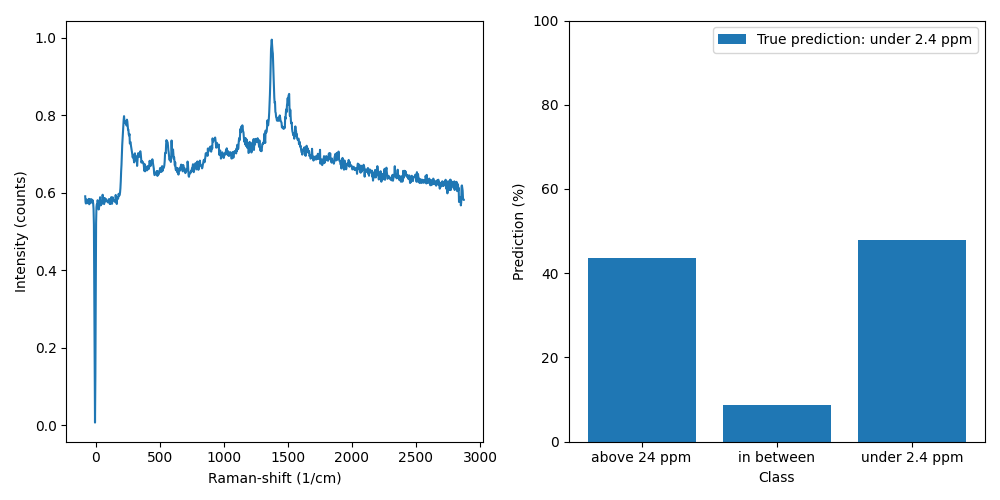 1.0
0.8
0.6
0.4
0.2
0.0
Intensity (counts)
0 500 1000 1500 2000 2500 3000
Raman-shift (1/cm)
100
80
60
40
20
0
Prediction (%)
True prediction: under 2.4 ppm
above 24 ppm in between under 2.4 ppm
Class